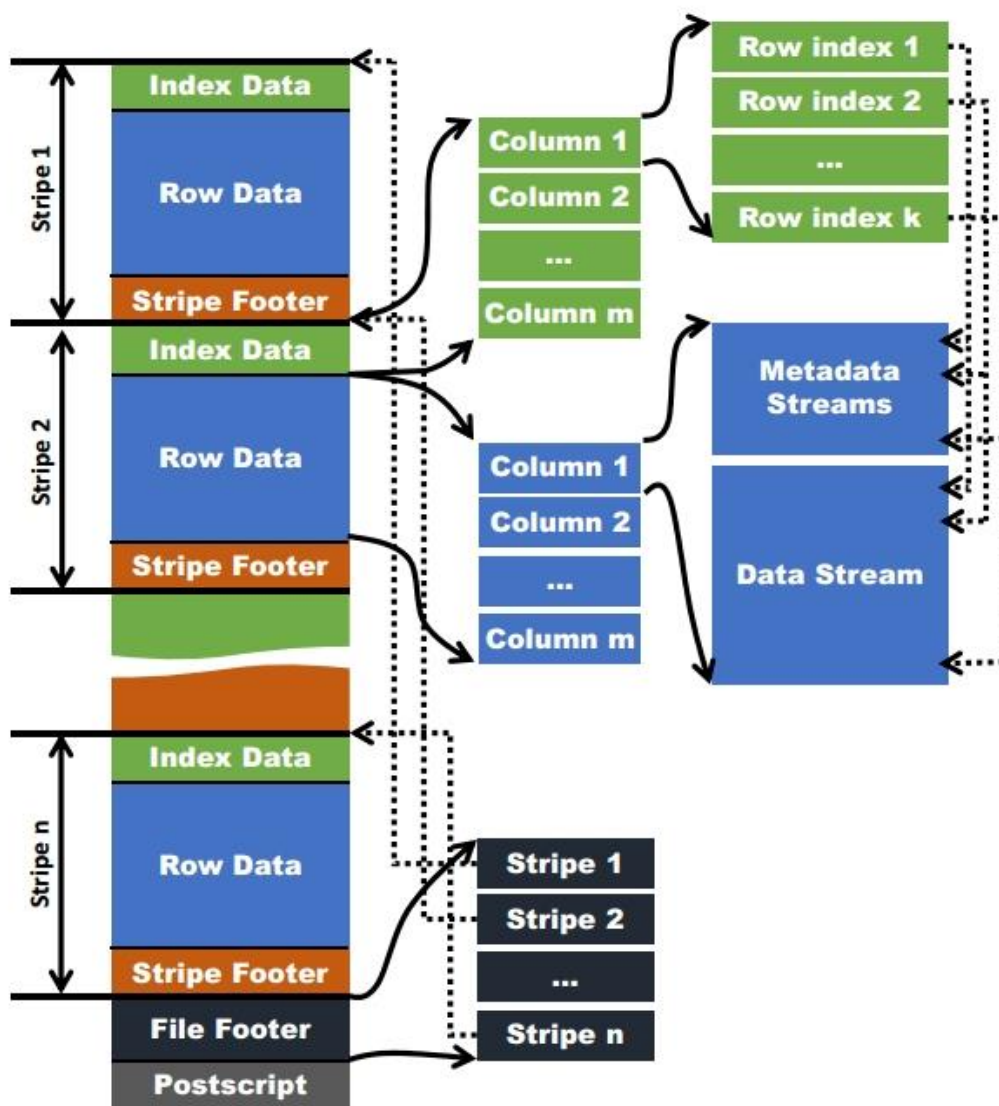 Stripe 1
Index Data
Row Data
Stripe Footer
Stripe 2
Index Data
Row Data
Stripe Footer
Stripe n
Index Data
Row Data
Stripe Footer
File Footer
Postscript
Column 1
Column 2
...
Column m
Row index 1
Row index 2
...
Row index k
Column 1
Column 2
...
Column m
Metadata
Streams
Data Stream
Stripe 1
Stripe 2
...
Stripe n